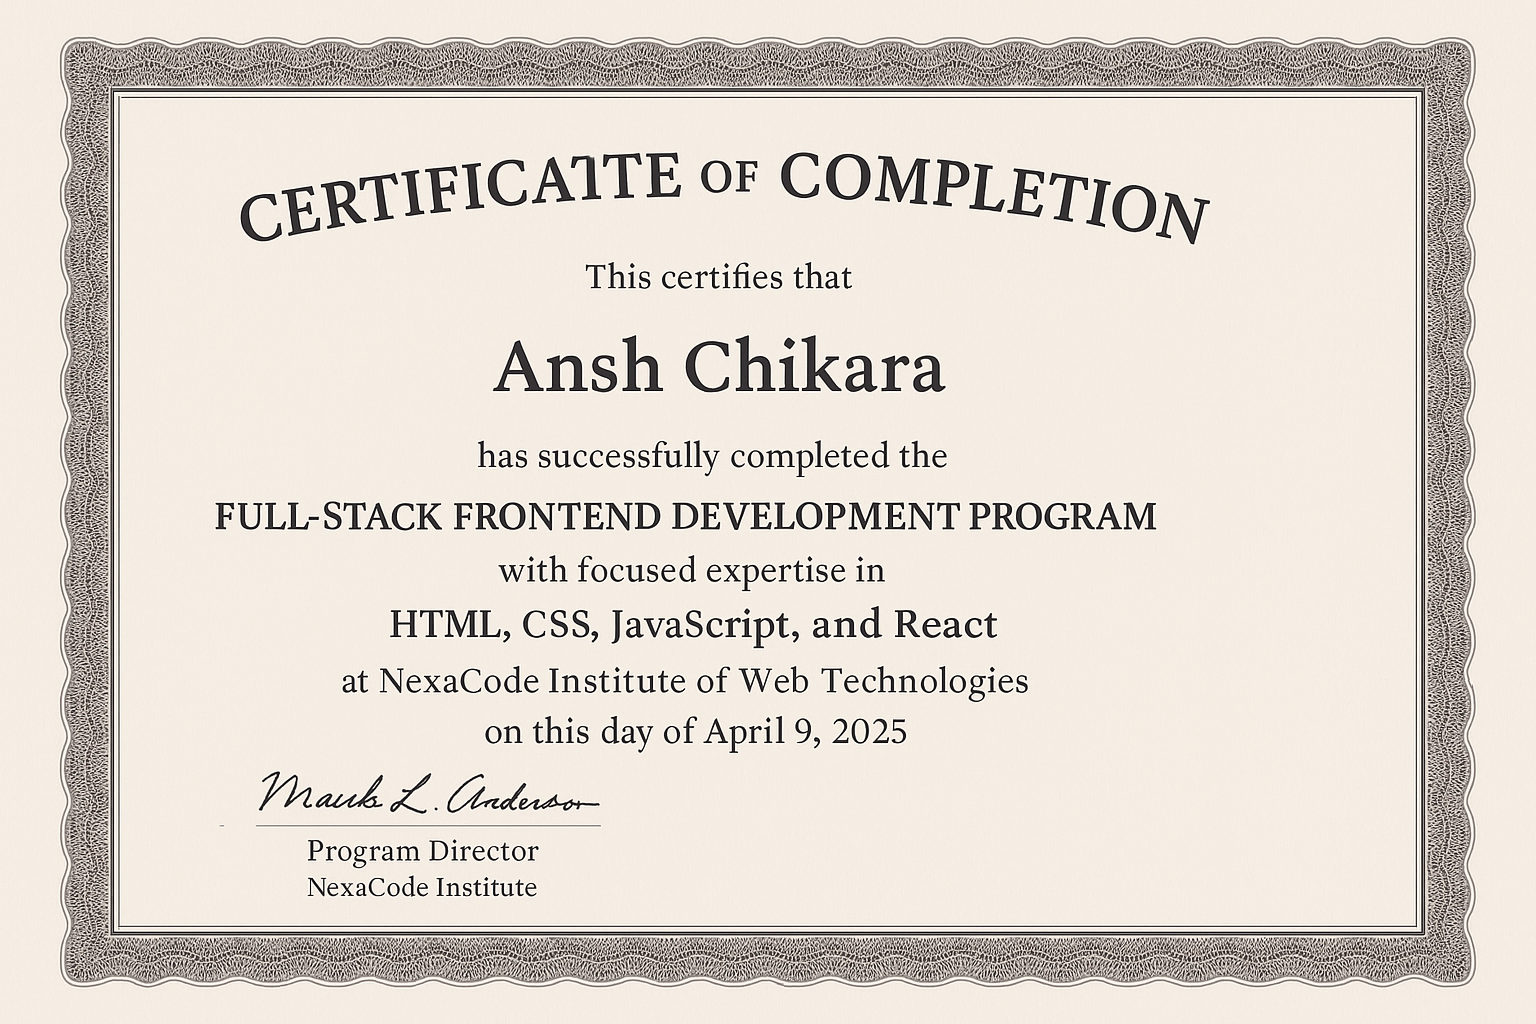 CERTIFICAITE OF COMPLETION
This certifies that
Ansh Chikara
has successfully completed the
FULL-STACK FRONTEND DEVELOPMENT PROGRAM
with focused expertise in
HTML, CSS, JavaScript, and React
at NexaCode Institute of Web Technologies
on this day of April 9, 2025
Mark L. Anderson
Program Director
NexaCode Institute